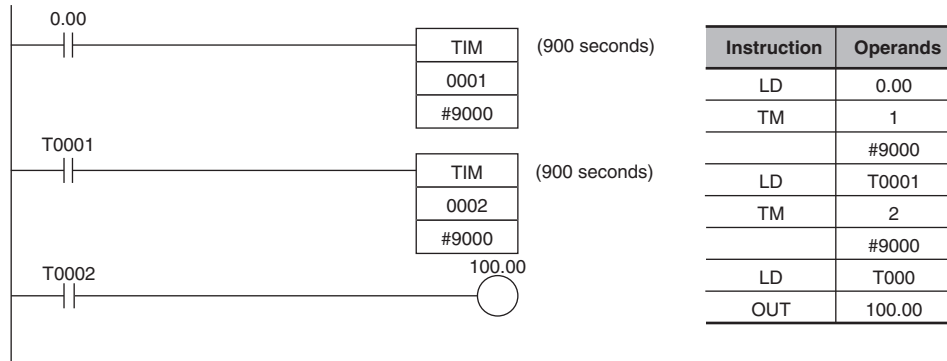 0.00
TIM (900 seconds)
0001
#9000
T0001
TIM (900 seconds)
0002
#9000
T0002
100.00
Instruction Operands
LD 0.00
TM 1
#9000
LD T0001
TM 2
#9000
LD T000
OUT 100.00